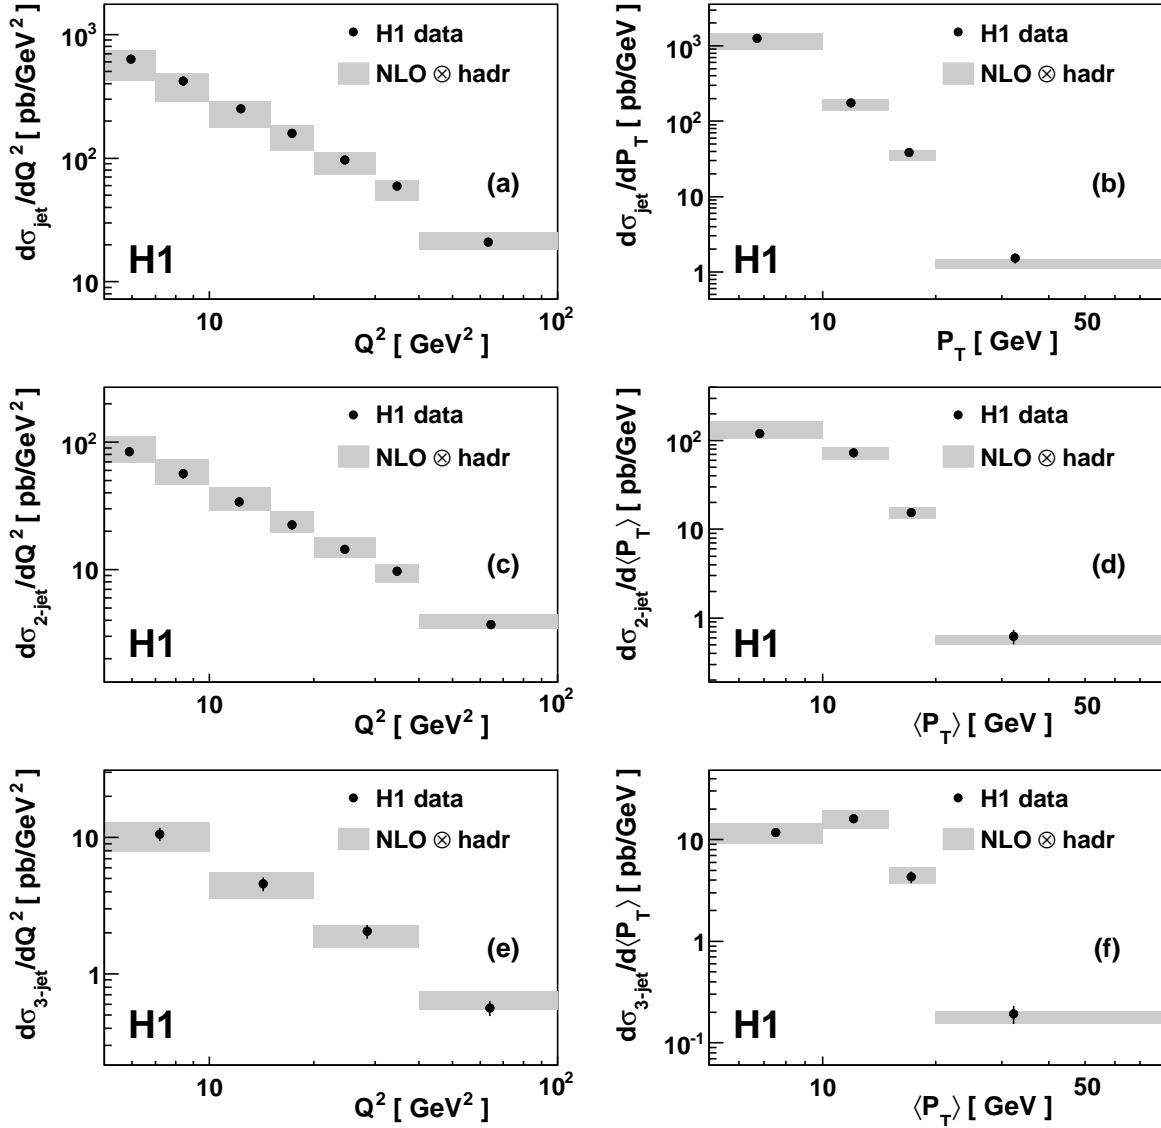 dσ_jet/dQ² [ pb/GeV² ]
10³
10²
10
H1 data
NLO ⊗ hadr
(a)
H1
10
10²
Q² [ GeV² ]
dσ_jet/dP_T [ pb/GeV ]
10³
10²
10
1
H1 data
NLO ⊗ hadr
(b)
H1
10
50
P_T [ GeV ]
dσ_2-jet/dQ² [ pb/GeV² ]
10²
10
H1 data
NLO ⊗ hadr
(c)
H1
10
10²
Q² [ GeV² ]
dσ_2-jet/d⟨P_T⟩ [ pb/GeV ]
10²
10
1
H1 data
NLO ⊗ hadr
(d)
H1
10
50
⟨P_T⟩ [ GeV ]
dσ_3-jet/dQ² [ pb/GeV² ]
10
1
H1 data
NLO ⊗ hadr
(e)
H1
10
10²
Q² [ GeV² ]
dσ_3-jet/d⟨P_T⟩ [ pb/GeV ]
10
1
10⁻¹
H1 data
NLO ⊗ hadr
(f)
H1
10
50
⟨P_T⟩ [ GeV ]